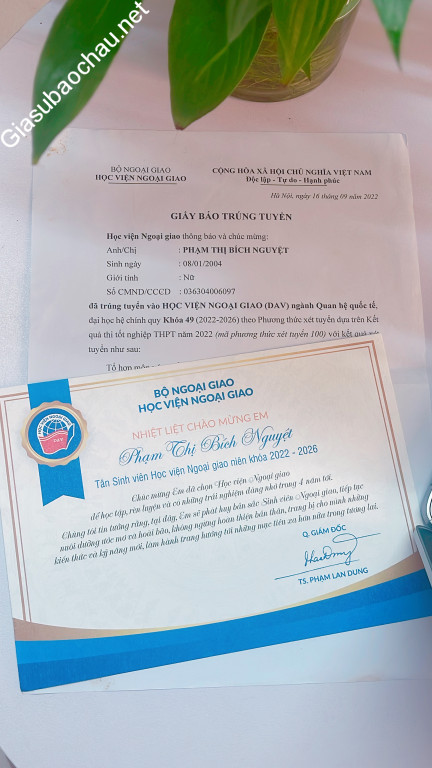 Giasubaochau.net
BỘ NGOẠI GIAO
HỌC VIỆN NGOẠI GIAO
CỘNG HÒA XÃ HỘI CHỦ NGHĨA VIỆT NAM
Độc lập - Tự do - Hạnh phúc
Hà Nội, ngày 16 tháng 09 năm 2022
GIẤY BÁO TRÚNG TUYỂN
Học viện Ngoại giao thông báo và chúc mừng:
Anh/Chị : PHẠM THỊ BÍCH NGUYỆT
Sinh ngày : 08/01/2004
Giới tính : Nữ
Số CMND/CCCD : 036304006097
đã trúng tuyển vào HỌC VIỆN NGOẠI GIAO (DAV) ngành Quan hệ quốc tế,
đại học hệ chính quy Khóa 49 (2022-2026) theo Phương thức xét tuyển dựa trên Kết
quả thi tốt nghiệp THPT năm 2022 (mã phương thức xét tuyển 100) với kết quả xét
tuyển như sau:
Tổ hợp môn
BỘ NGOẠI GIAO
HỌC VIỆN NGOẠI GIAO
NHIỆT LIỆT CHÀO MỪNG EM
Phạm Thị Bích Nguyệt
Tân Sinh viên Học viện Ngoại giao niên khóa 2022 - 2026
Chúc mừng Em đã chọn Học viện Ngoại giao
để học tập, rèn luyện và có những trải nghiệm đáng nhớ trong 4 năm tới.
Chúng tôi tin tưởng rằng, tại đây, Em sẽ phát huy bản sắc Sinh viên Ngoại giao, tiếp tục
nuôi dưỡng ước mơ và hoài bão, không ngừng hoàn thiện bản thân, trang bị cho mình những
kiến thức và kỹ năng mới, làm hành trang hướng tới những mục tiêu xa hơn nữa trong tương lai.
Q. GIÁM ĐỐC
TS. PHẠM LAN DUNG